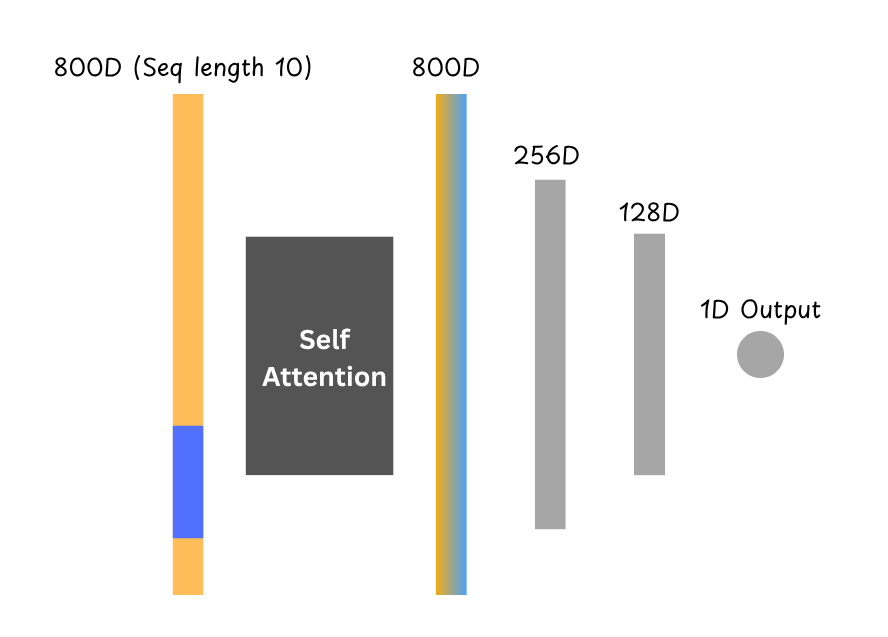 800D (Seq length 10)
800D
256D
128D
1D Output
Self
Attention